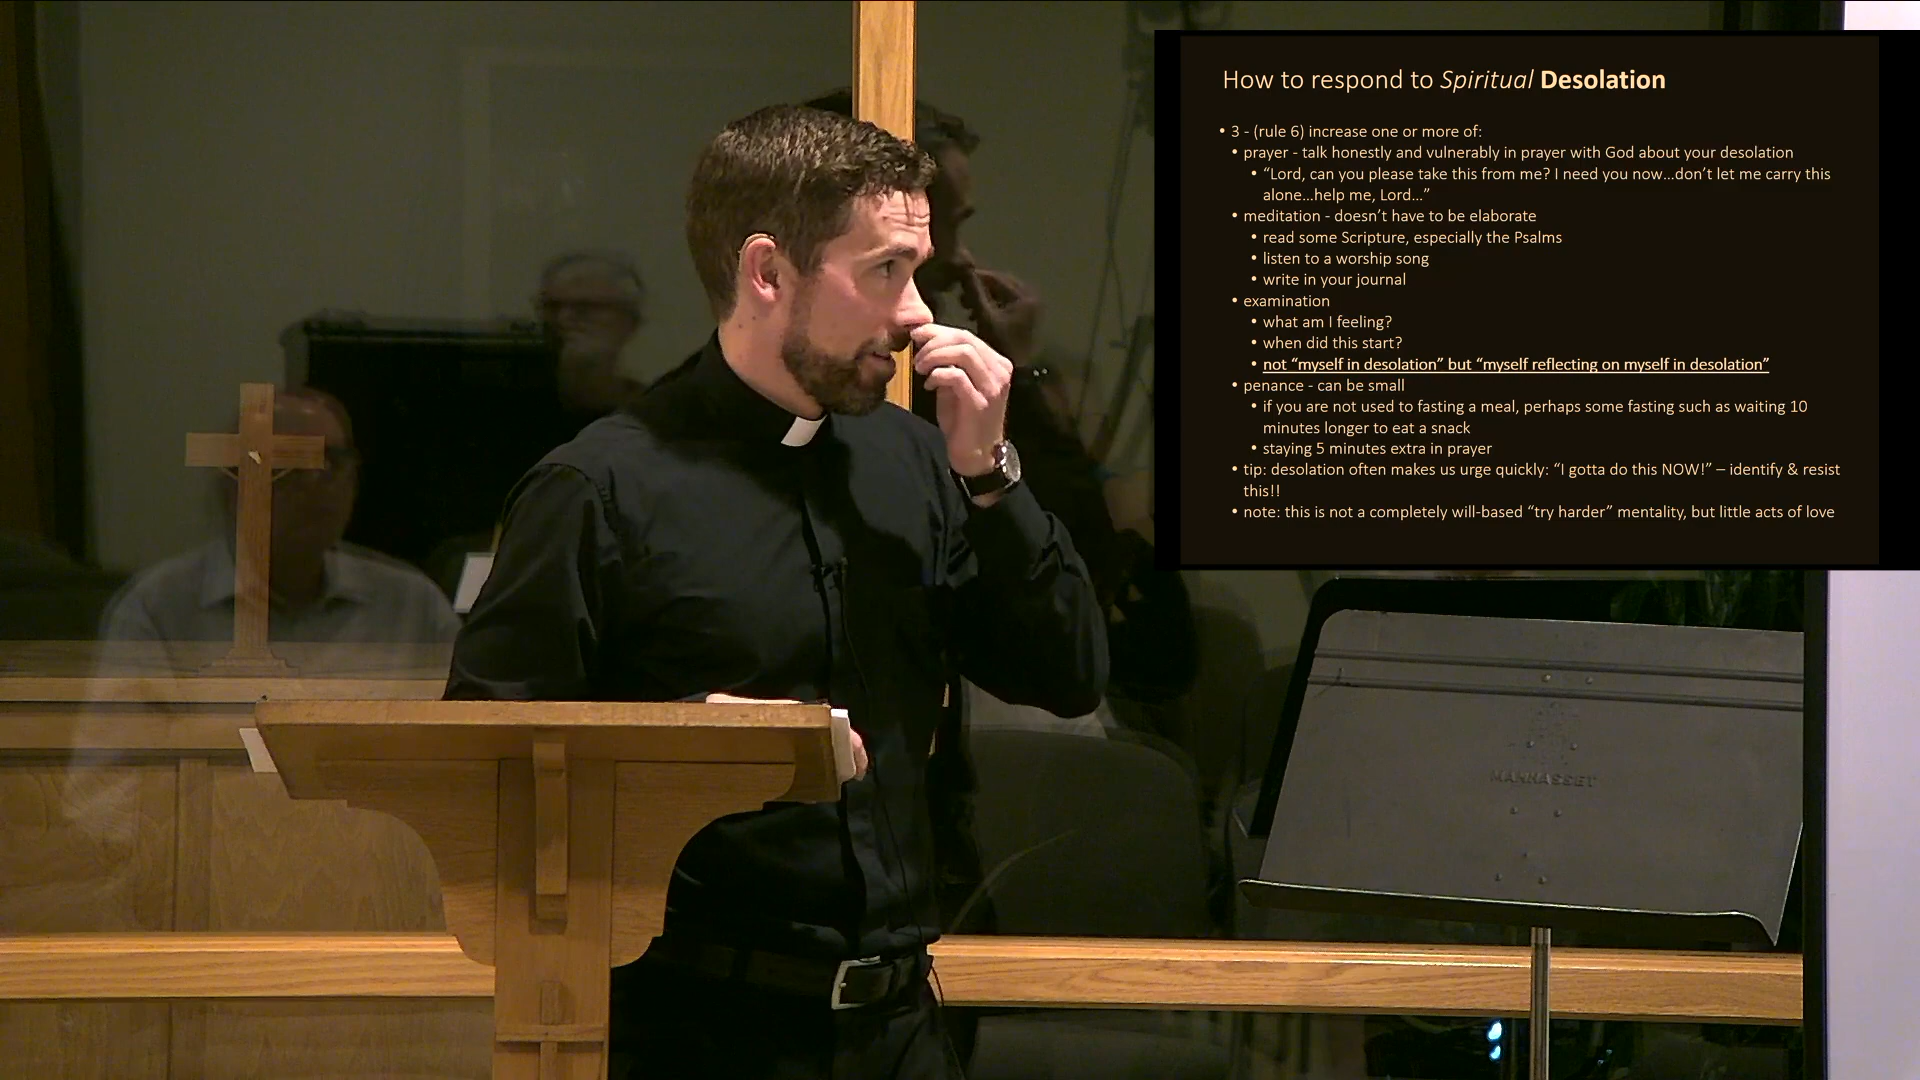 How to respond to Spiritual Desolation
• 3 - (rule 6) increase one or more of:
• prayer - talk honestly and vulnerably in prayer with God about your desolation
• “Lord, can you please take this from me? I need you now…don’t let me carry this
alone…help me, Lord…”
• meditation - doesn’t have to be elaborate
• read some Scripture, especially the Psalms
• listen to a worship song
• write in your journal
• examination
• what am I feeling?
• when did this start?
• not “myself in desolation” but “myself reflecting on myself in desolation”
• penance - can be small
• if you are not used to fasting a meal, perhaps some fasting such as waiting 10
minutes longer to eat a snack
• staying 5 minutes extra in prayer
• tip: desolation often makes us urge quickly: “I gotta do this NOW!” – identify & resist
this!!
• note: this is not a completely will-based “try harder” mentality, but little acts of love
MANHASSET